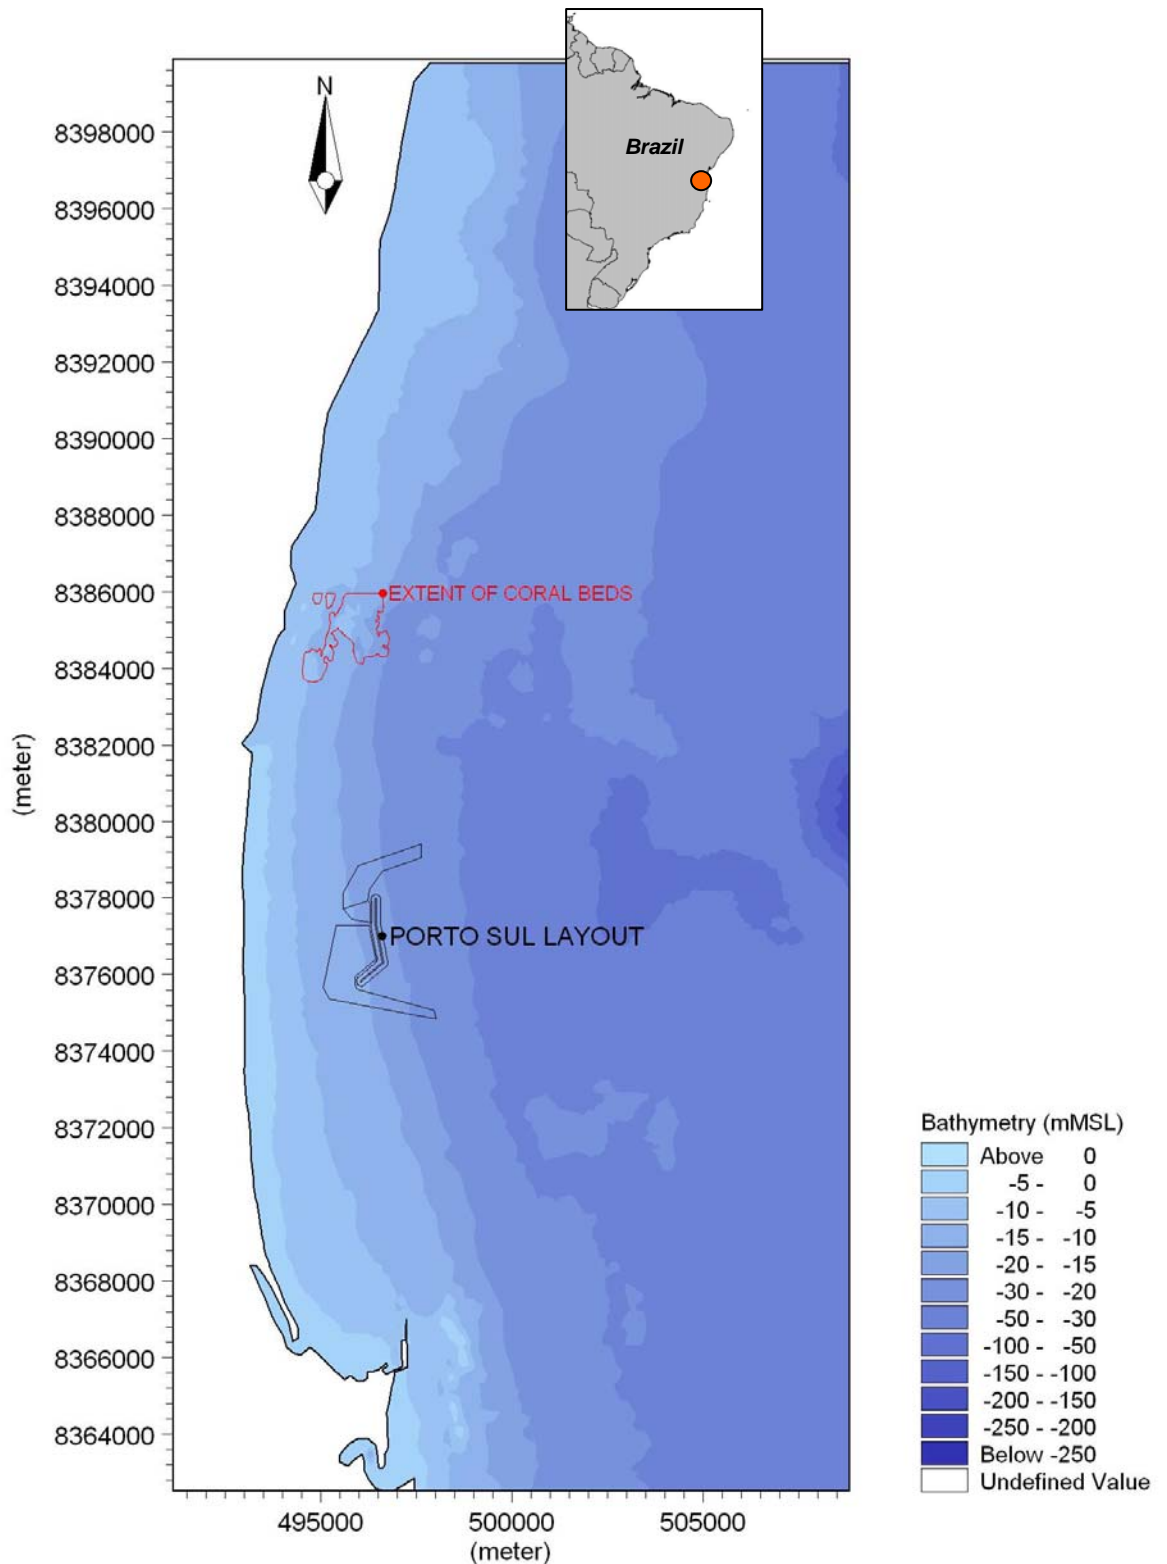 N
Brazil
8398000
8396000
8394000
8392000
8390000
8388000
8386000
EXTENT OF CORAL BEDS
8384000
8382000
(meter)
8380000
8378000
PORTO SUL LAYOUT
8376000
8374000
8372000
8370000
8368000
8366000
8364000
Bathymetry (mMSL)
Above 0
-5 - 0
-10 - -5
-15 - -10
-20 - -15
-30 - -20
-50 - -30
-100 - -50
-150 - -100
-200 - -150
-250 - -200
Below -250
Undefined Value
495000 500000 505000
(meter)